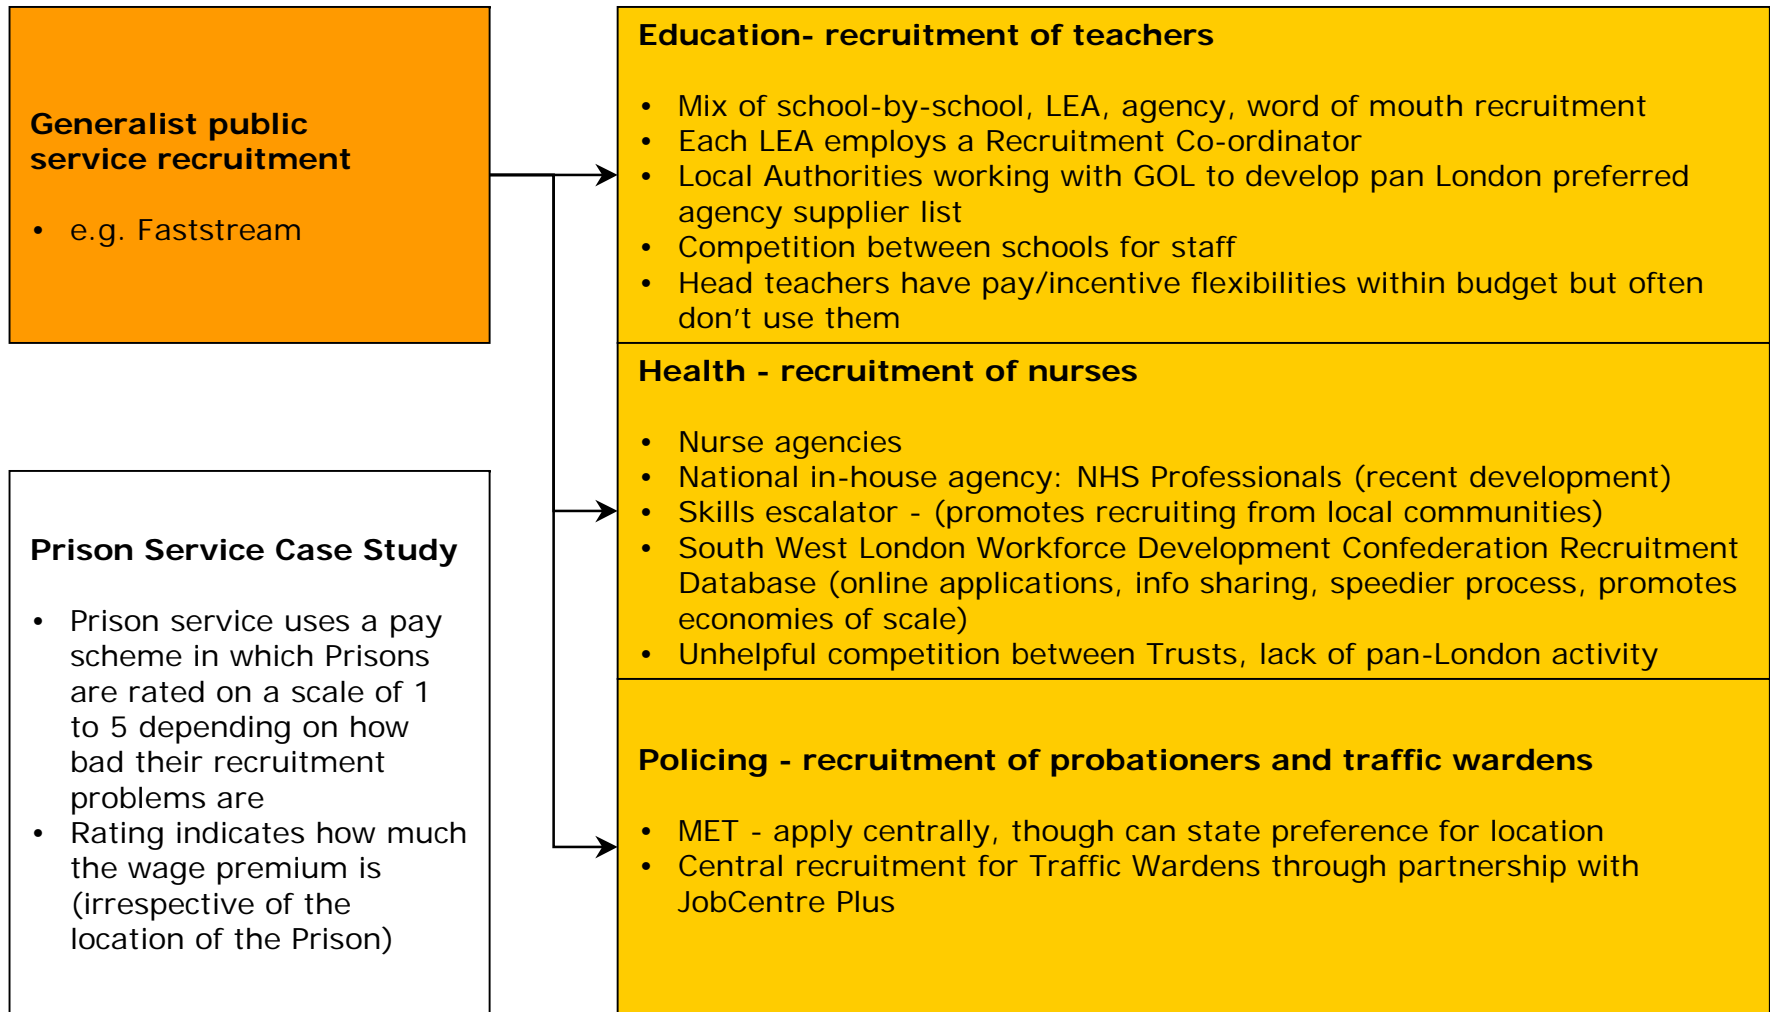 Generalist public
service recruitment
• e.g. Faststream
Prison Service Case Study
• Prison service uses a pay
scheme in which Prisons
are rated on a scale of 1
to 5 depending on how
bad their recruitment
problems are
• Rating indicates how much
the wage premium is
(irrespective of the
location of the Prison)
Education- recruitment of teachers
• Mix of school-by-school, LEA, agency, word of mouth recruitment
• Each LEA employs a Recruitment Co-ordinator
• Local Authorities working with GOL to develop pan London preferred
agency supplier list
• Competition between schools for staff
• Head teachers have pay/incentive flexibilities within budget but often
don’t use them
Health - recruitment of nurses
• Nurse agencies
• National in-house agency: NHS Professionals (recent development)
• Skills escalator - (promotes recruiting from local communities)
• South West London Workforce Development Confederation Recruitment
Database (online applications, info sharing, speedier process, promotes
economies of scale)
• Unhelpful competition between Trusts, lack of pan-London activity
Policing - recruitment of probationers and traffic wardens
• MET - apply centrally, though can state preference for location
• Central recruitment for Traffic Wardens through partnership with
JobCentre Plus